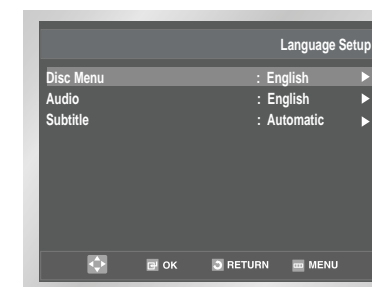 Language Setup
Disc Menu : English
Audio : English
Subtitle : Automatic
OK RETURN MENU